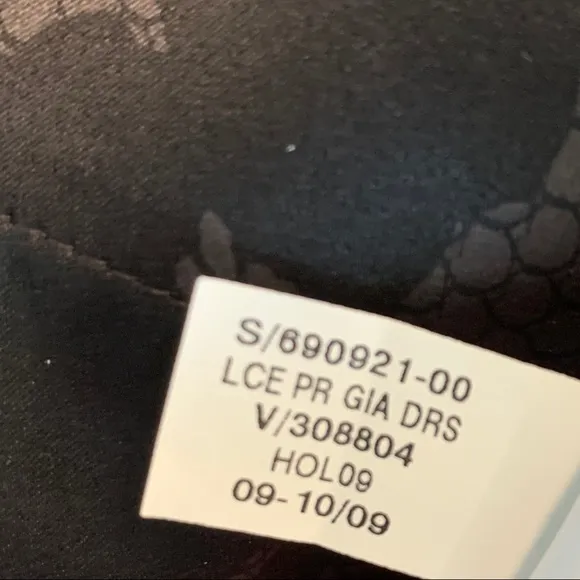 S/690921-00
LCE PR GIA DRS
V/308804
HOL09
09-10/09